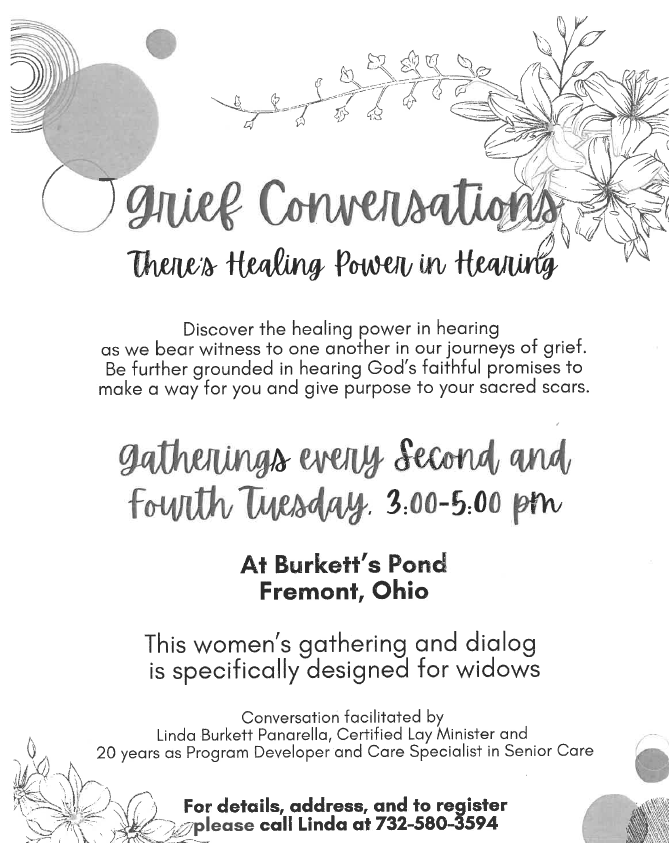 Grief Conversations
There's Healing Power in Hearing
Discover the healing power in hearing
as we bear witness to one another in our journeys of grief.
Be further grounded in hearing God's faithful promises to
make a way for you and give purpose to your sacred scars.
Gatherings every Second and
Fourth Tuesday, 3:00-5:00 pm
At Burkett's Pond
Fremont, Ohio
This women's gathering and dialog
is specifically designed for widows
Conversation facilitated by
Linda Burkett Panarella, Certified Lay Minister and
20 years as Program Developer and Care Specialist in Senior Care
For details, address, and to register
please call Linda at 732-580-3594